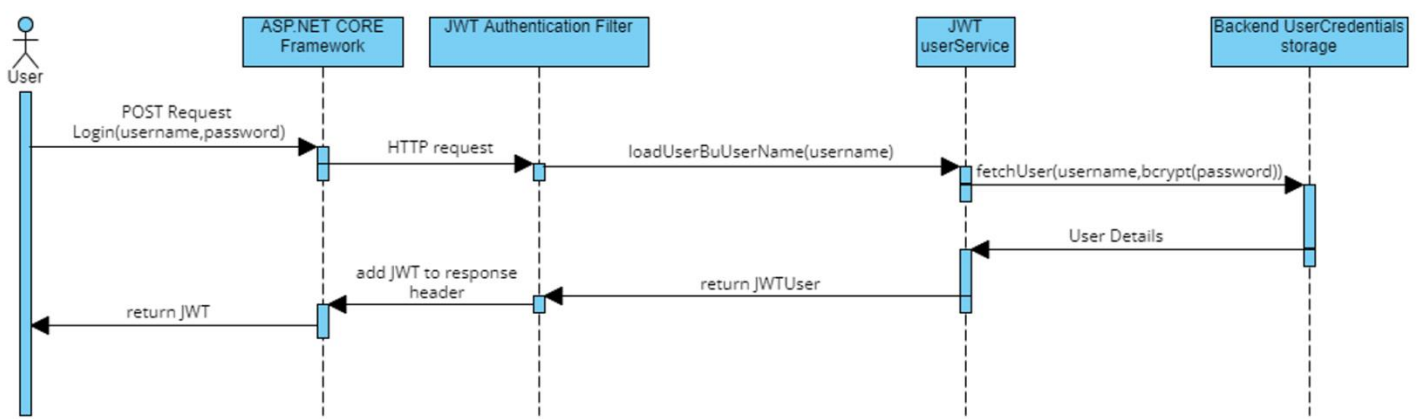 User
ASP.NET CORE
Framework
JWT Authentication Filter
JWT
userService
Backend UserCredentials
storage
POST Request
Login(username,password)
HTTP request
loadUserBuUserName(username)
fetchUser(username,bcrypt(password))
User Details
return JWTUser
add JWT to response
header
return JWT